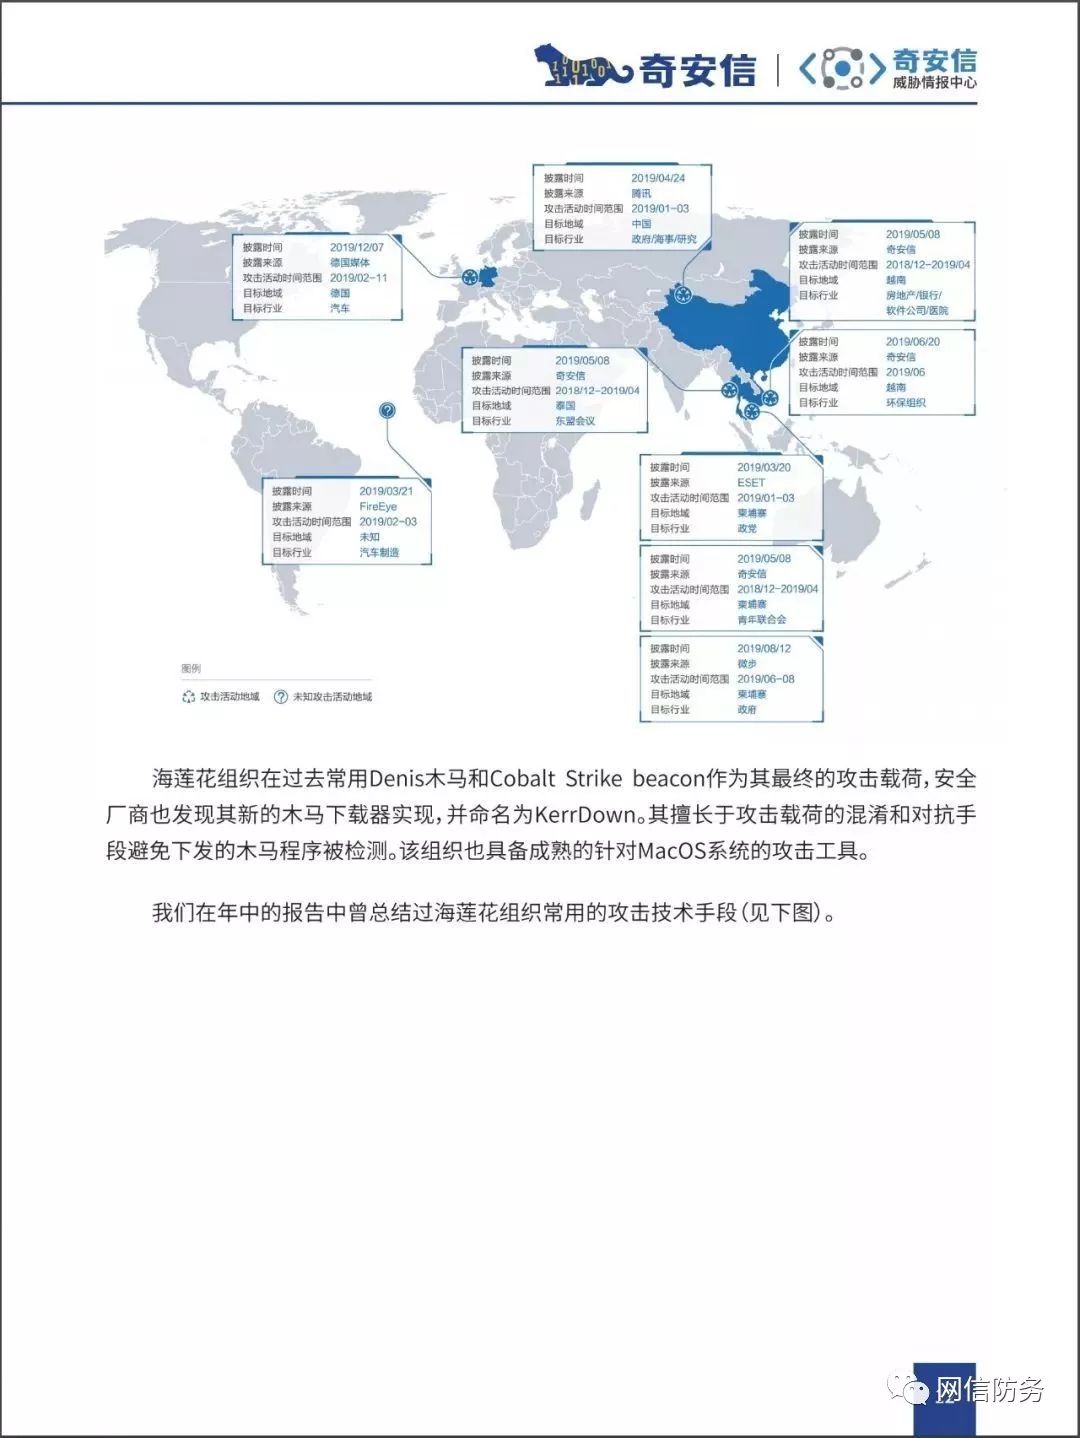 奇安信
奇安信
威胁情报中心
披露时间 2019/04/24
披露来源 腾讯
攻击活动时间范围 2019/01-03
目标地域 中国
目标行业 政府/海事/研究
披露时间 2019/12/07
披露来源 德国媒体
攻击活动时间范围 2019/02-11
目标地域 德国
目标行业 汽车
披露时间 2019/05/08
披露来源 奇安信
攻击活动时间范围 2018/12-2019/04
目标地域 越南
目标行业 房地产/银行/
软件公司/医院
披露时间 2019/06/20
披露来源 奇安信
攻击活动时间范围 2019/06
目标地域 越南
目标行业 环保组织
披露时间 2019/05/08
披露来源 奇安信
攻击活动时间范围 2018/12-2019/04
目标地域 泰国
目标行业 东盟会议
披露时间 2019/03/21
披露来源 FireEye
攻击活动时间范围 2019/02-03
目标地域 未知
目标行业 汽车制造
披露时间 2019/03/20
披露来源 ESET
攻击活动时间范围 2019/01-03
目标地域 柬埔寨
目标行业 政党
披露时间 2019/05/08
披露来源 奇安信
攻击活动时间范围 2018/12-2019/04
目标地域 柬埔寨
目标行业 青年联合会
披露时间 2019/08/12
披露来源 微步
攻击活动时间范围 2019/06-08
目标地域 柬埔寨
目标行业 政府
图例
攻击活动地域 ? 未知攻击活动地域
海莲花组织在过去常用Denis木马和Cobalt Strike beacon作为其最终的攻击载荷，安全
厂商也发现其新的木马下载器实现，并命名为KerrDown。其擅长于攻击载荷的混淆和对抗手
段避免下发的木马程序被检测。该组织也具备成熟的针对MacOS系统的攻击工具。
我们在年中的报告中曾总结过海莲花组织常用的攻击技术手段（见下图）。
12
网信防务